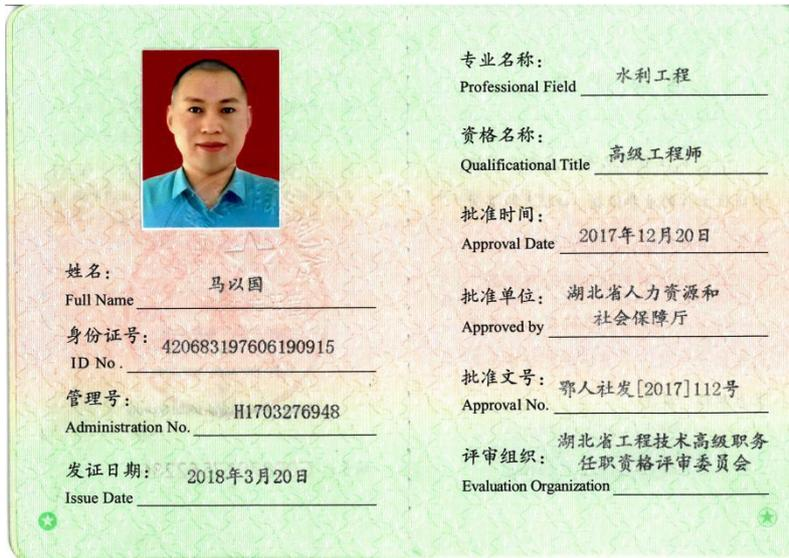 姓名：
马以国
Full Name
身份证号：
420683197606190915
ID No .
管理号：
H1703276948
Administration No.
发证日期：
2018年3月20日
Issue Date
专业名称：
水利工程
Professional Field
资格名称：
高级工程师
Qualificational Title
批准时间：
2017年12月20日
Approval Date
批准单位：
湖北省人力资源和
社会保障厅
Approved by
批准文号：
鄂人社发[2017]112号
Approval No.
评审组织：
湖北省工程技术高级职务
任职资格评审委员会
Evaluation Organization